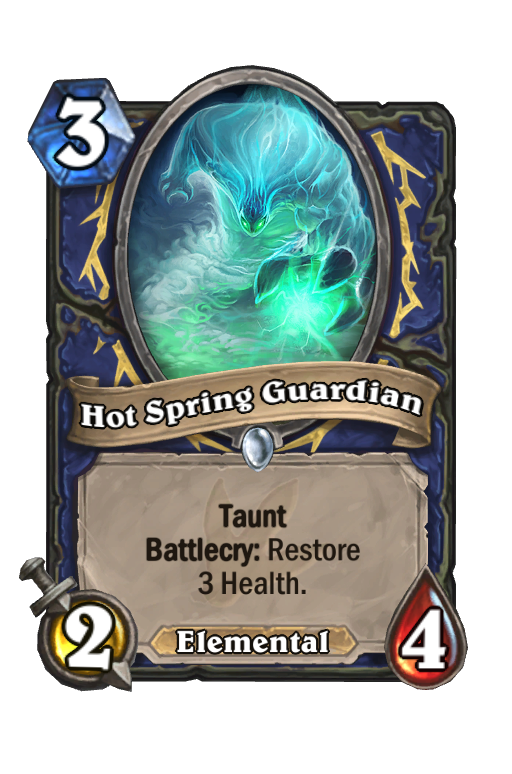 3
Hot Spring Guardian
Taunt
Battlecry: Restore
3 Health.
2
Elemental
4